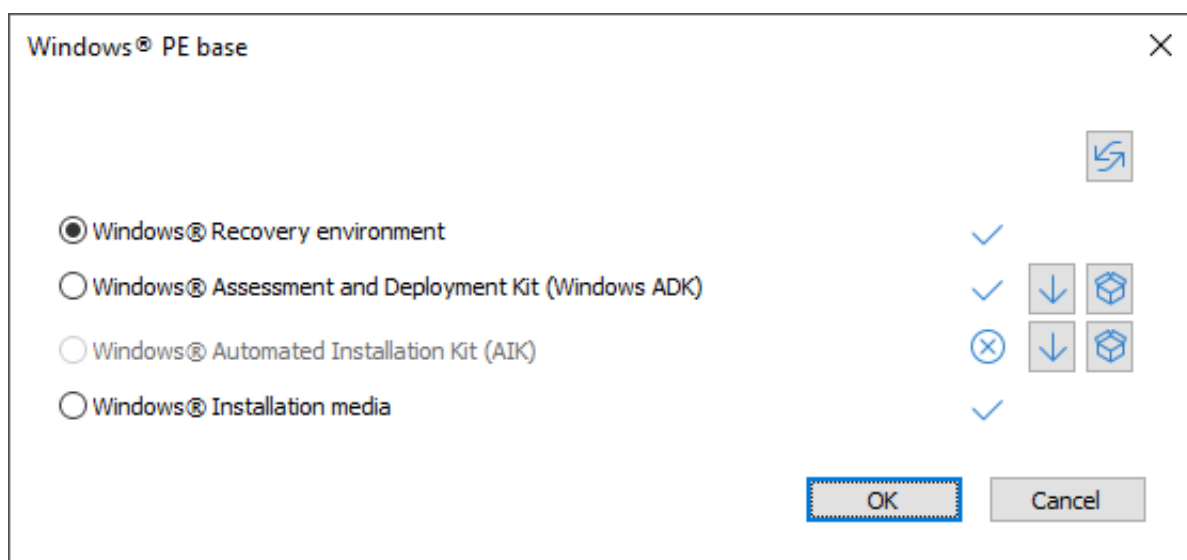 Windows® PE base
Windows® Recovery environment
Windows® Assessment and Deployment Kit (Windows ADK)
Windows® Automated Installation Kit (AIK)
Windows® Installation media
OK Cancel